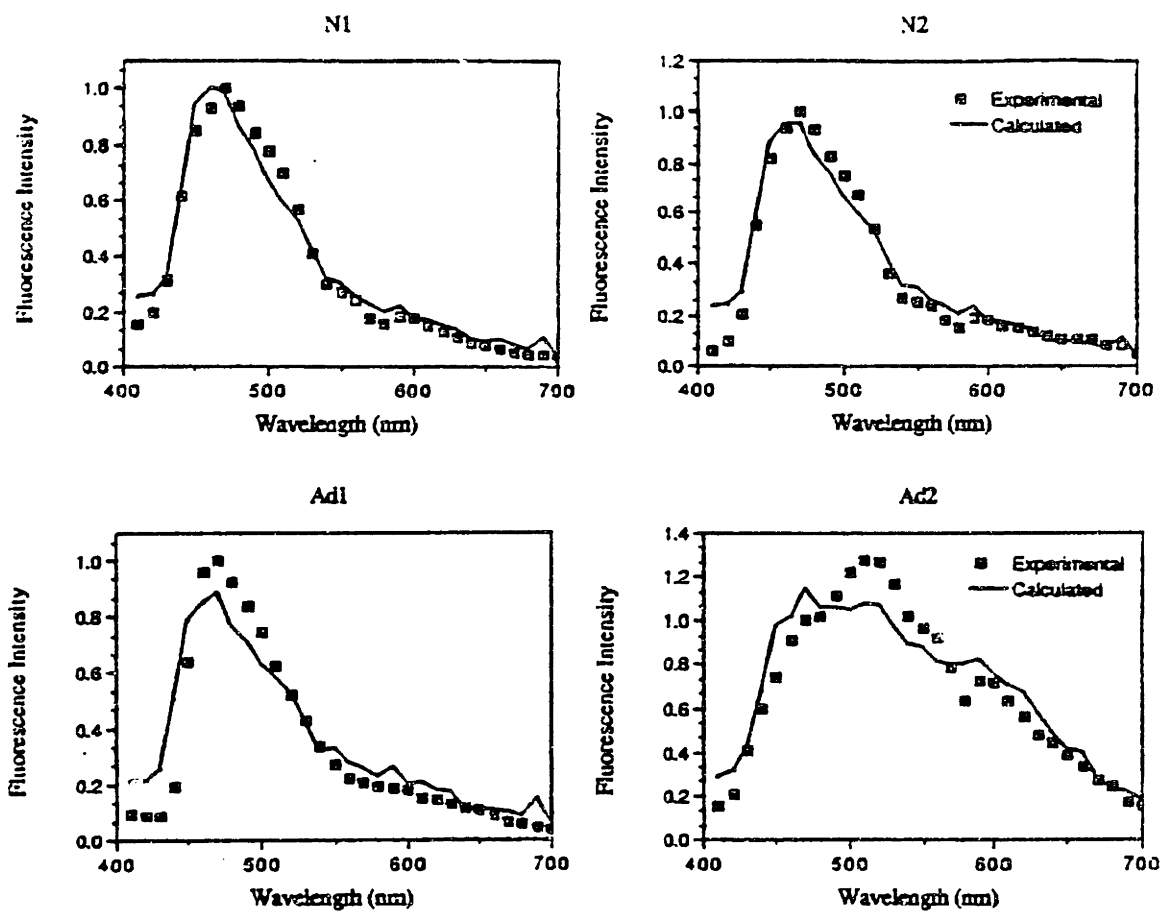 N1
Fluorescence Intensity
1.0
0.8
0.6
0.4
0.2
0.0
400 500 600 700
Wavelength (nm)
N2
Fluorescence Intensity
1.2
1.0
0.8
0.6
0.4
0.2
0.0
Experimental
Calculated
400 500 600 700
Wavelength (nm)
Ad1
Fluorescence Intensity
1.0
0.8
0.6
0.4
0.2
0.0
400 500 600 700
Wavelength (nm)
Ad2
Fluorescence Intensity
1.4
1.2
1.0
0.8
0.6
0.4
0.2
0.0
Experimental
Calculated
400 500 600 700
Wavelength (nm)